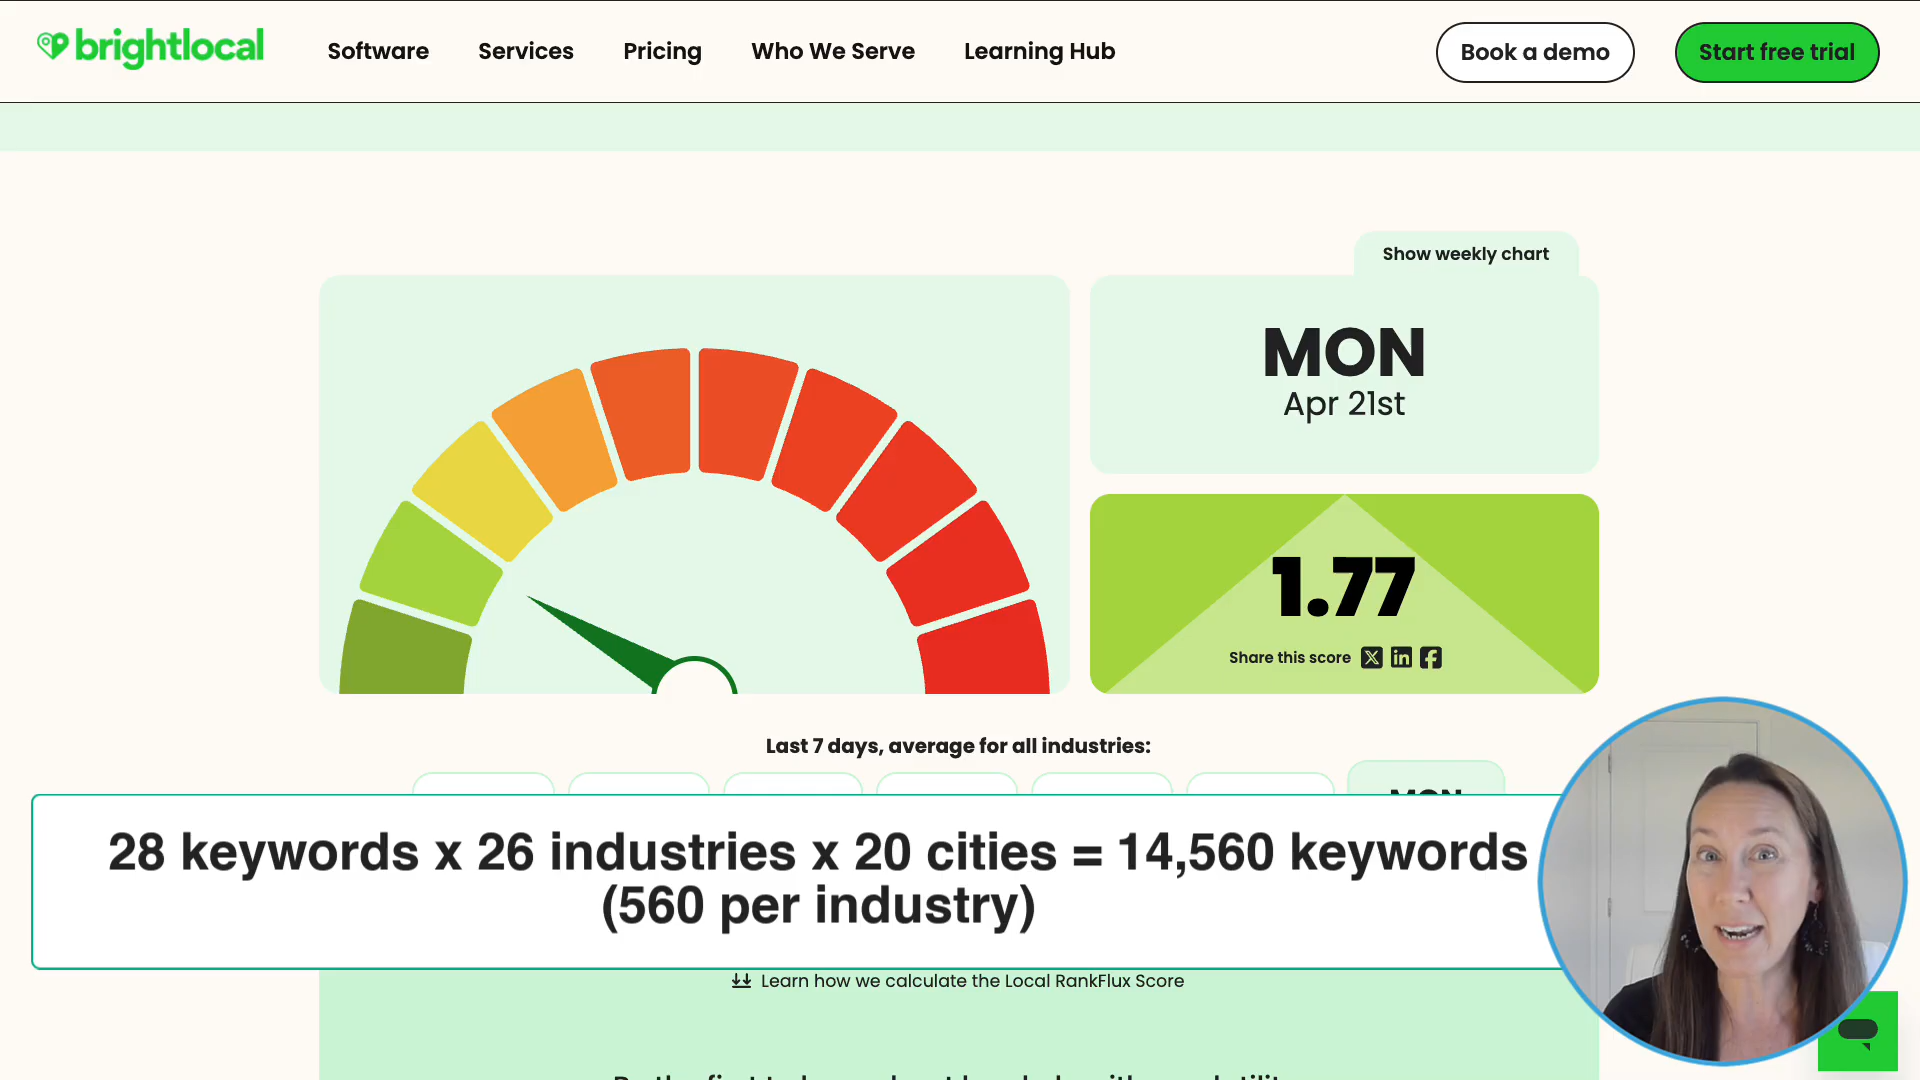 brightlocal
Software
Services
Pricing
Who We Serve
Learning Hub
Book a demo
Start free trial
Show weekly chart
MON
Apr 21st
1.77
Share this score
Last 7 days, average for all industries:
MON
28 keywords x 26 industries x 20 cities = 14,560 keywords
(560 per industry)
Learn how we calculate the Local RankFlux Score